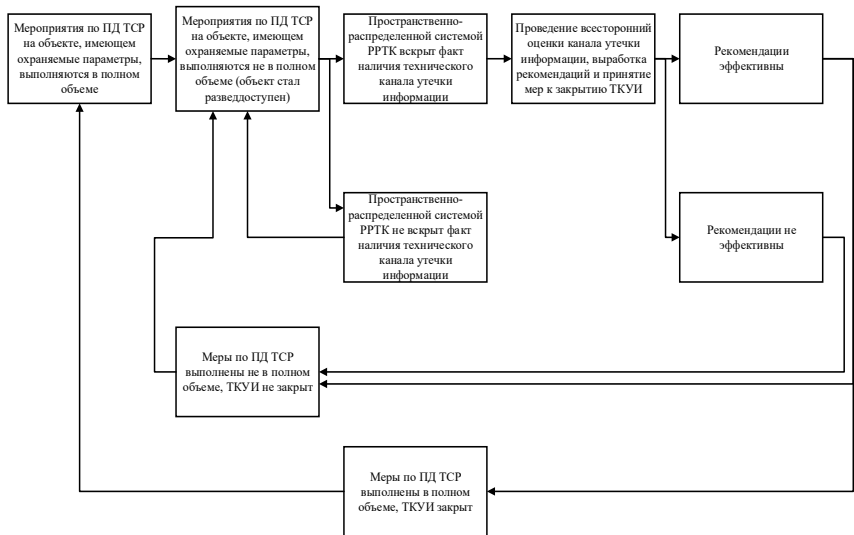 Мероприятия по ПД ТСР
на объекте, имеющем
охраняемые параметры,
выполняются в полном
объеме
Мероприятия по ПД ТСР
на объекте, имеющем
охраняемые параметры,
выполняются не в полном
объеме (объект стал
разведдоступен)
Пространственно-
распределенной системой
РРТК вскрыт факт
наличия технического
канала утечки
информации
Проведение всесторонний
оценки канала утечки
информации, выработка
рекомендаций и принятие
мер к закрытию ТКУИ
Рекомендации
эффективны
Пространственно-
распределенной системой
РРТК не вскрыт факт
наличия технического
канала утечки
информации
Рекомендации не
эффективны
Меры по ПД ТСР
выполнены не в полном
объеме, ТКУИ не закрыт
Меры по ПД ТСР
выполнены в полном
объеме, ТКУИ закрыт